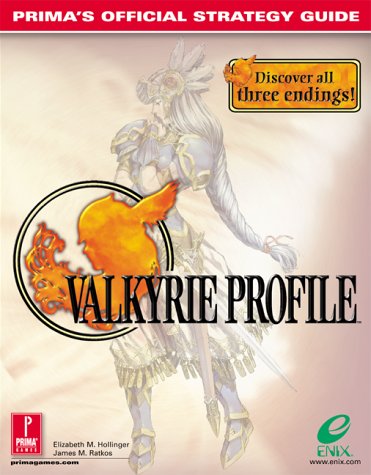 PRIMA'S OFFICIAL STRATEGY GUIDE
Discover all
three endings!
VALKYRIE PROFILE™
PRIMA
GAMES
Elizabeth M. Hollinger
James M. Ratkos
primagames.com
ENIX
www.enix.com